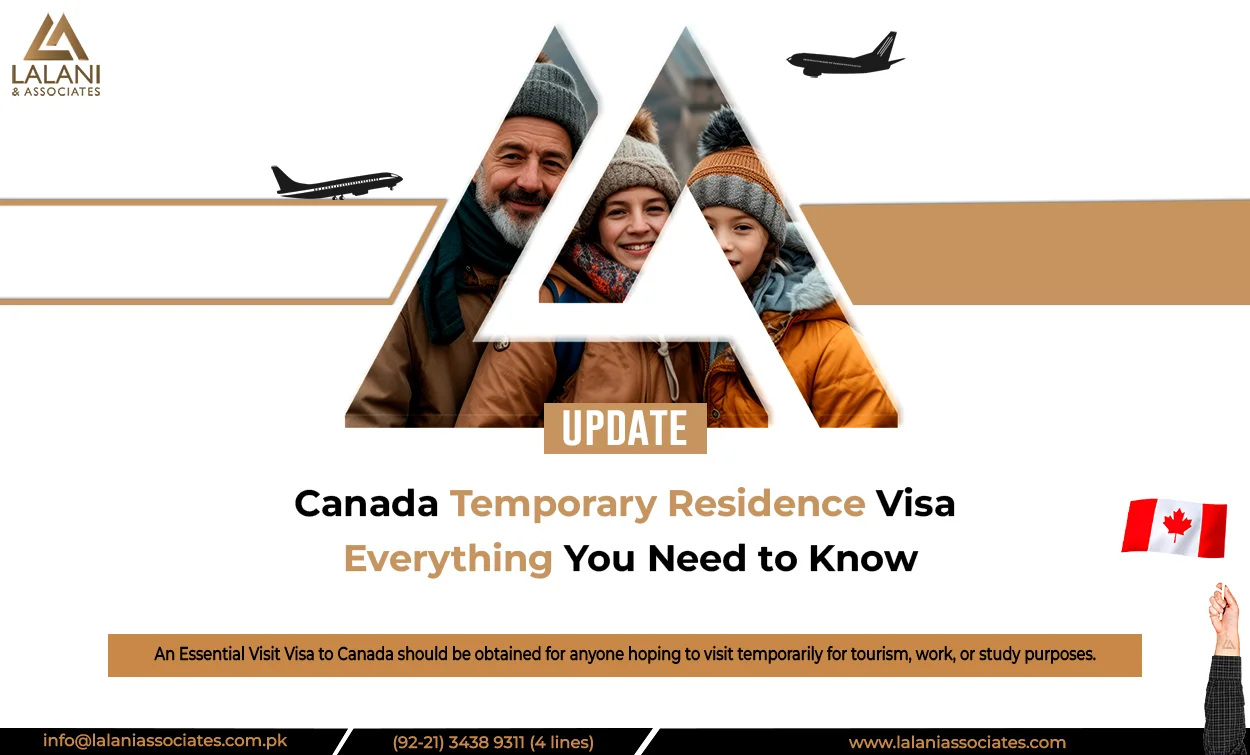 LALANI
& ASSOCIATES
UPDATE
Canada Temporary Residence Visa
Everything You Need to Know
An Essential Visit Visa to Canada should be obtained for anyone hoping to visit temporarily for tourism, work, or study purposes.
info@lalaniassociates.com.pk
(92-21) 3438 9311 (4 lines)
www.lalaniassociates.com